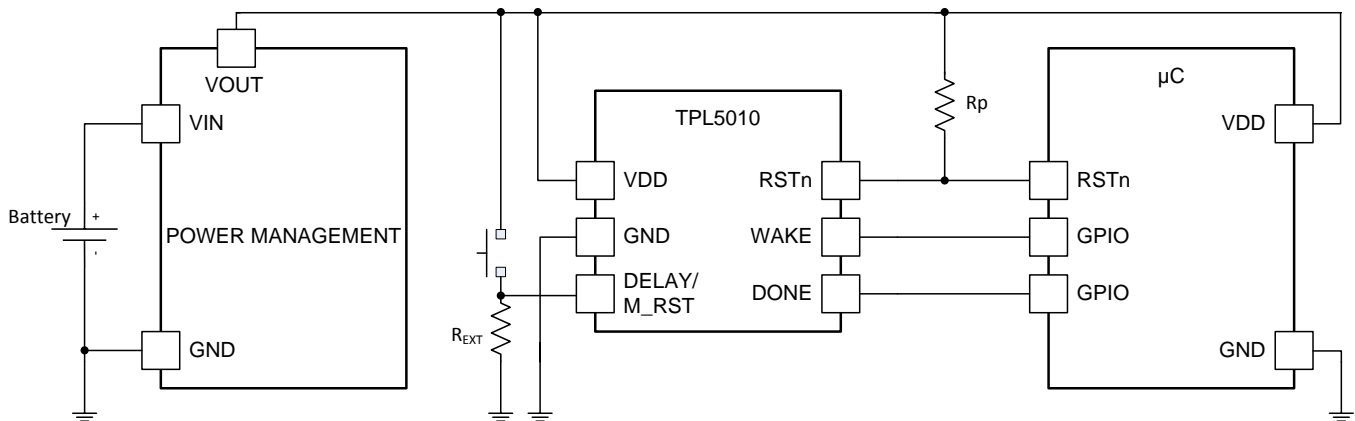 VOUT
VIN
Battery
+
-
POWER MANAGEMENT
GND
TPL5010
VDD
GND
DELAY/
M_RST
RSTn
WAKE
DONE
REXT
Rp
µC
VDD
RSTn
GPIO
GPIO
GND